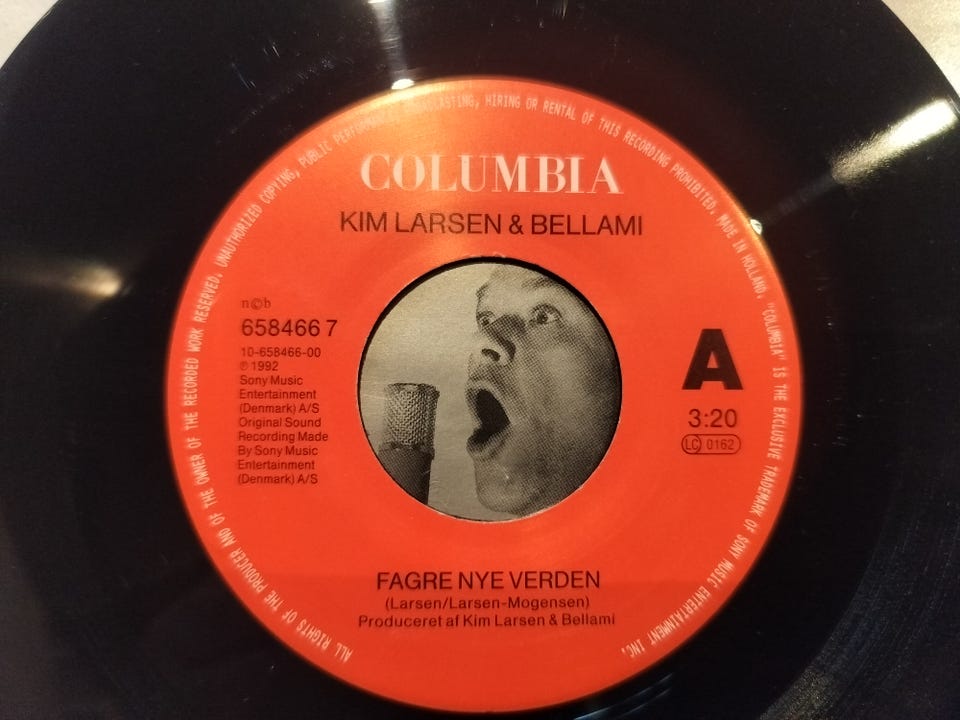 ALL RIGHTS OF THE PRODUCER AND OF THE OWNER OF THE RECORDED WORK RESERVED. UNAUTHORIZED COPYING, PUBLIC PERFORMANCE, BROADCASTING, HIRING OR RENTAL OF THIS RECORDING PROHIBITED. MADE IN HOLLAND. "COLUMBIA" IS THE EXCLUSIVE TRADEMARK OF SONY MUSIC ENTERTAINMENT INC.
COLUMBIA
KIM LARSEN & BELLAMI
n©b
658466 7
10-658466-00
℗ 1992
Sony Music
Entertainment
(Denmark) A/S
Original Sound
Recording Made
By Sony Music
Entertainment
(Denmark) A/S
A
3:20
LC 0162
FAGRE NYE VERDEN
(Larsen/Larsen-Mogensen)
Produceret af Kim Larsen & Bellami